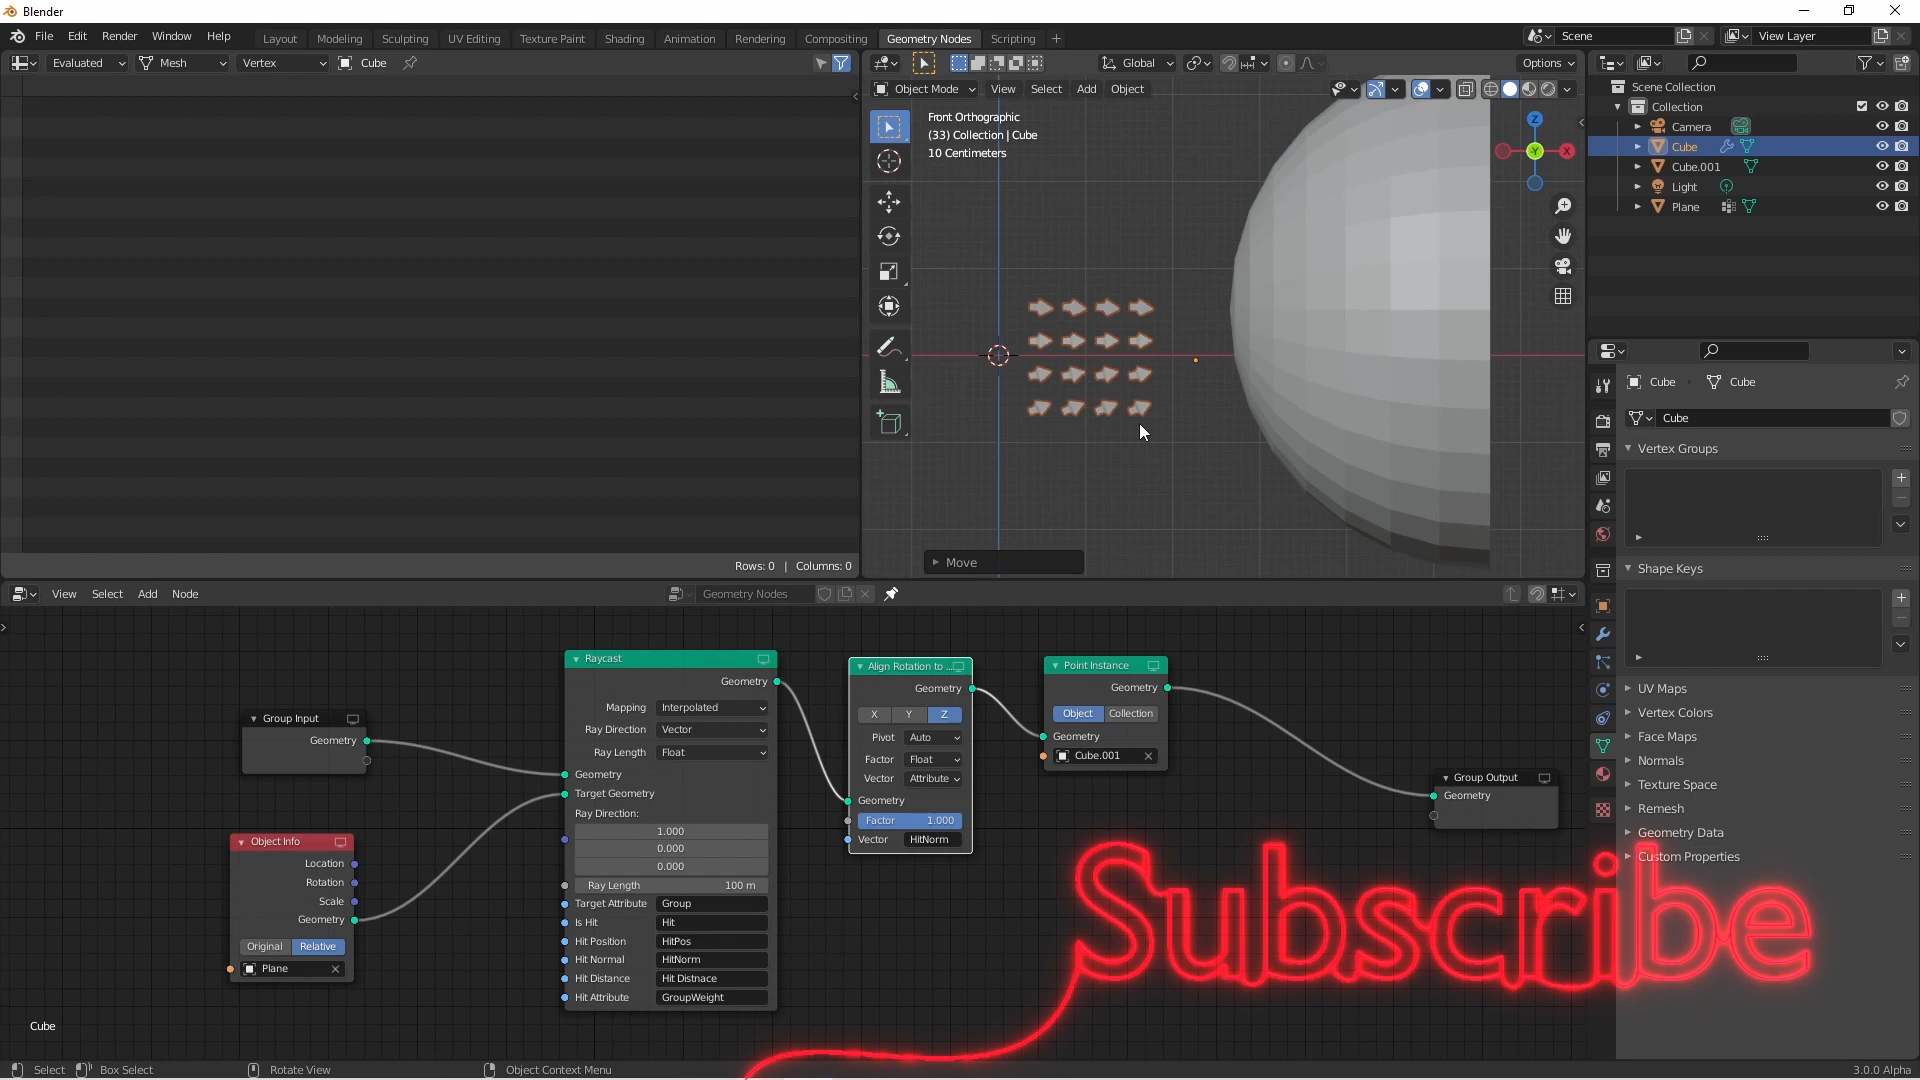 Blender
File Edit Render Window Help
Layout Modeling Sculpting UV Editing Texture Paint Shading Animation Rendering Compositing Geometry Nodes Scripting
Scene
View Layer
Evaluated Mesh Vertex Cube
Global Options
Object Mode View Select Add Object
Front Orthographic
(33) Collection | Cube
10 Centimeters
Z
Y
X
Move
Rows: 0 | Columns: 0
Scene Collection
Collection
Camera
Cube
Cube.001
Light
Plane
Cube Cube
Cube
Vertex Groups
Shape Keys
UV Maps
Vertex Colors
Face Maps
Normals
Texture Space
Remesh
Geometry Data
Custom Properties
View Select Add Node Geometry Nodes
Group Input
Geometry
Object Info
Location
Rotation
Scale
Geometry
Original Relative
Plane
Raycast
Geometry
Mapping Interpolated
Ray Direction Vector
Ray Length Float
Geometry
Target Geometry
Ray Direction:
1.000
0.000
0.000
Ray Length 100 m
Target Attribute Group
Is Hit Hit
Hit Position HitPos
Hit Normal HitNorm
Hit Distance Hit Distnace
Hit Attribute GroupWeight
Align Rotation to ...
Geometry
X Y Z
Pivot Auto
Factor Float
Vector Attribute
Geometry
Factor 1.000
Vector HitNorm
Point Instance
Geometry
Object Collection
Geometry
Cube.001
Group Output
Geometry
Subscribe
Cube
Select Box Select Rotate View Object Context Menu 3.0.0 Alpha